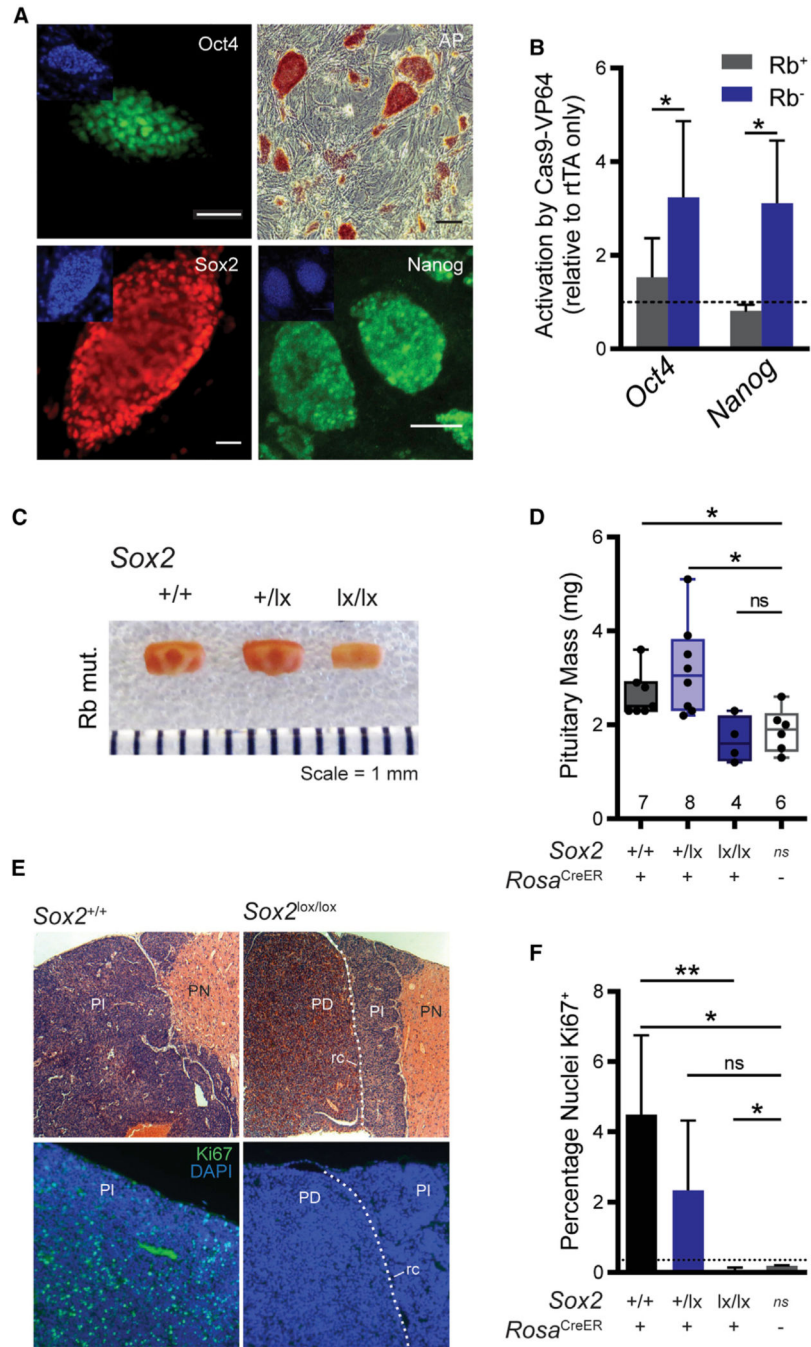 A
Oct4
AP
Sox2
Nanog
B
Rb+
Rb-
Activation by Cas9-VP64
(relative to rtTA only)
6
4
2
0
*
*
Oct4
Nanog
C
Sox2
+/+
+/lx
lx/lx
Rb mut.
Scale = 1 mm
D
Pituitary Mass (mg)
6
4
2
0
*
*
ns
7
8
4
6
Sox2 +/+ +/lx lx/lx ns
RosaCreER + + + -
E
Sox2+/+
Sox2lox/lox
PI
PN
PD
PI
PN
rc
Ki67
DAPI
PI
PD
PI
rc
F
Percentage Nuclei Ki67+
8
6
4
2
0
**
*
ns
*
Sox2 +/+ +/lx lx/lx ns
RosaCreER + + + -